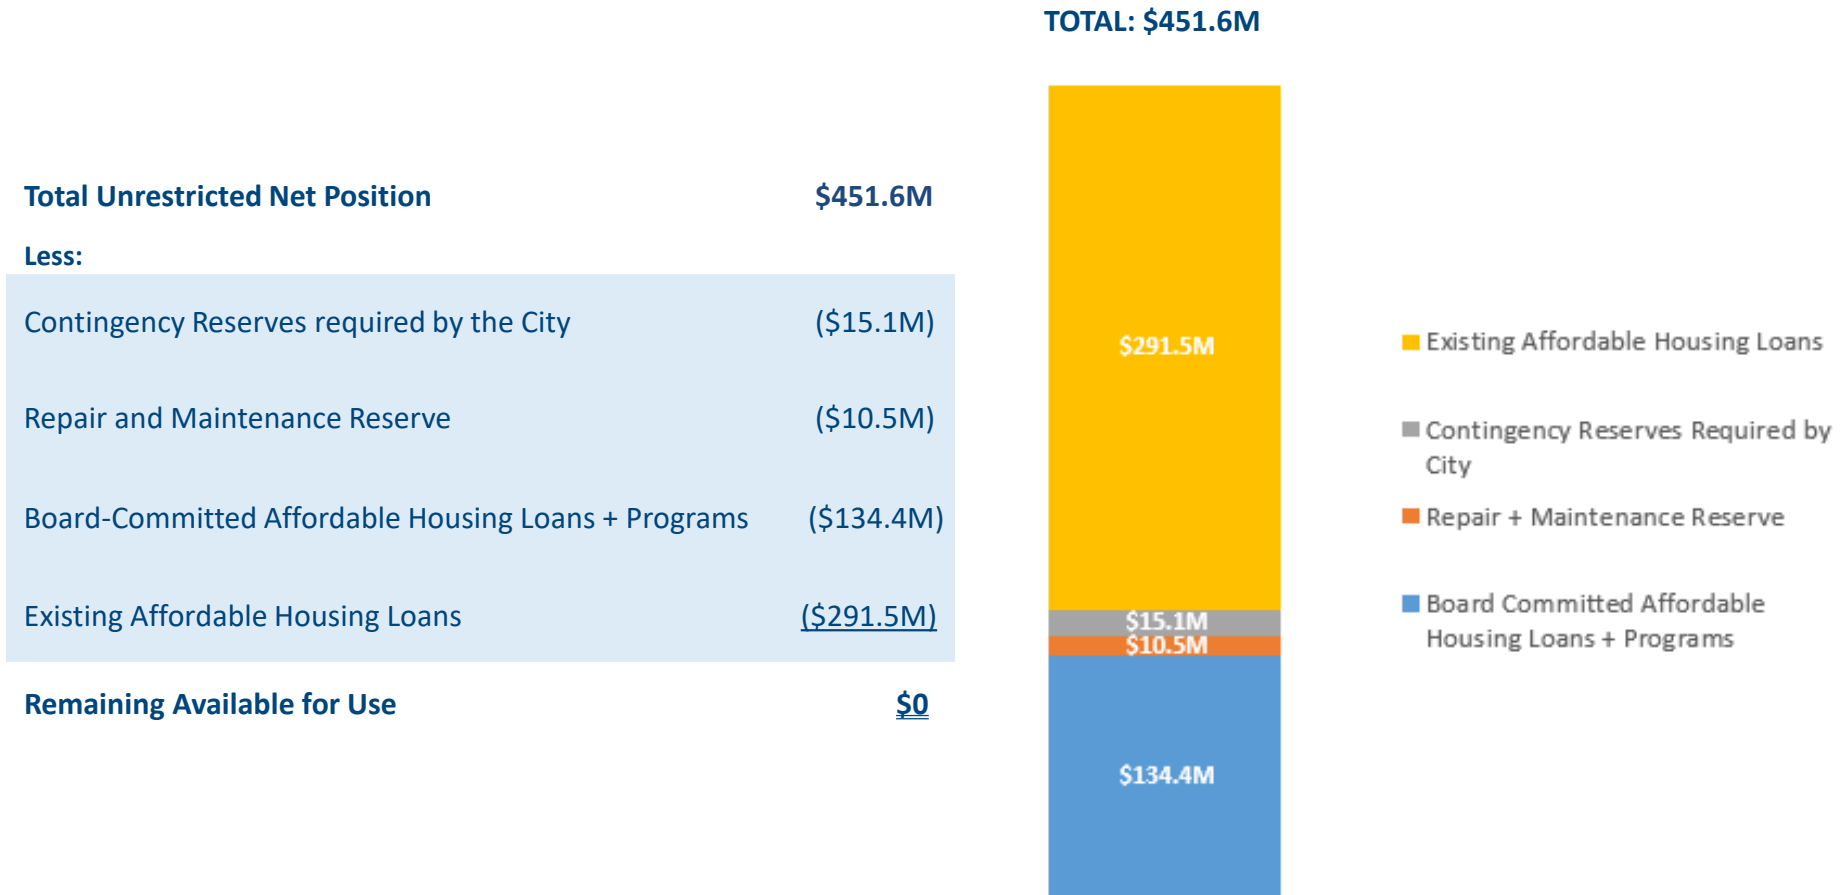 TOTAL: $451.6M
Total Unrestricted Net Position $451.6M
Less:
Contingency Reserves required by the City ($15.1M)
Repair and Maintenance Reserve ($10.5M)
Board-Committed Affordable Housing Loans + Programs ($134.4M)
Existing Affordable Housing Loans ($291.5M)
Remaining Available for Use $0
$291.5M
$15.1M
$10.5M
$134.4M
Existing Affordable Housing Loans
Contingency Reserves Required by
City
Repair + Maintenance Reserve
Board Committed Affordable
Housing Loans + Programs